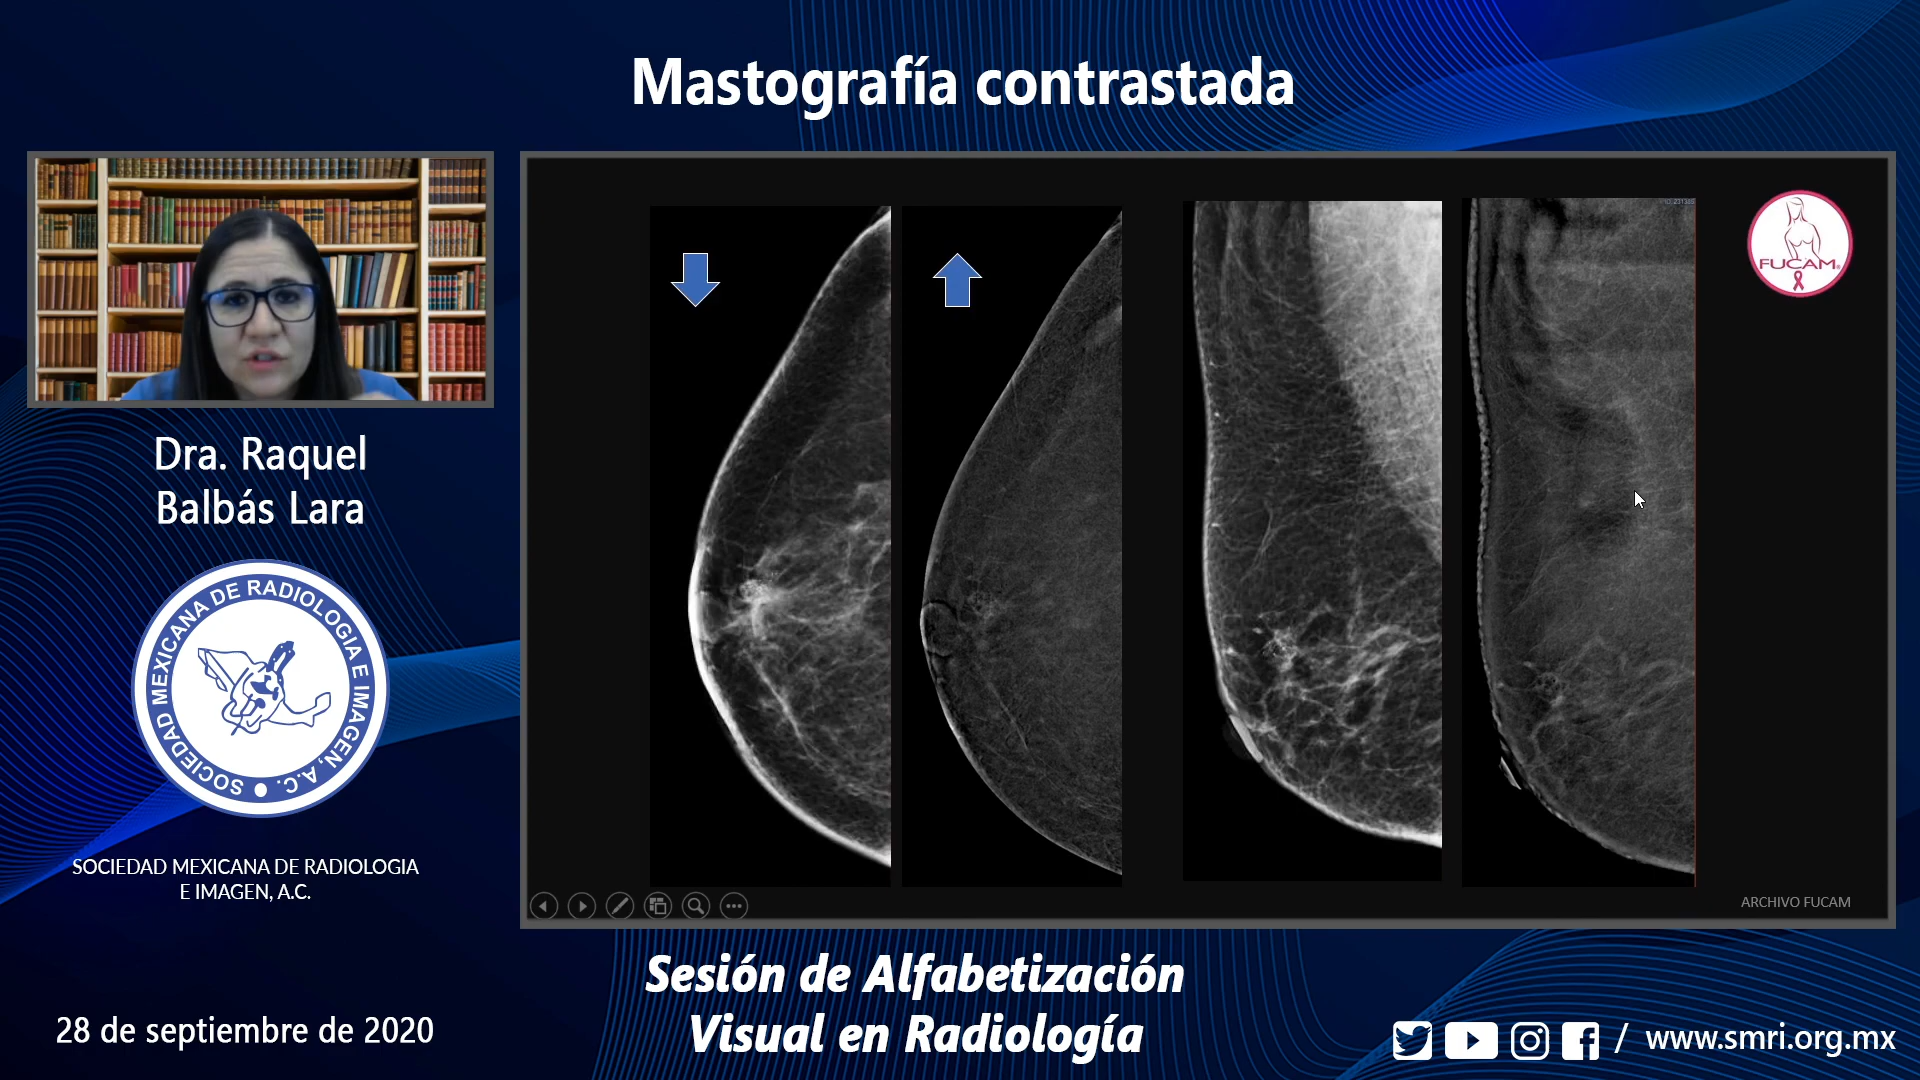 Mastografía contrastada
Dra. Raquel
Balbás Lara
SOCIEDAD MEXICANA DE RADIOLOGIA E IMAGEN, A.C.
SOCIEDAD MEXICANA DE RADIOLOGIA
E IMAGEN, A.C.
28 de septiembre de 2020
FUCAM
ARCHIVO FUCAM
Sesión de Alfabetización
Visual en Radiología
/ www.smri.org.mx